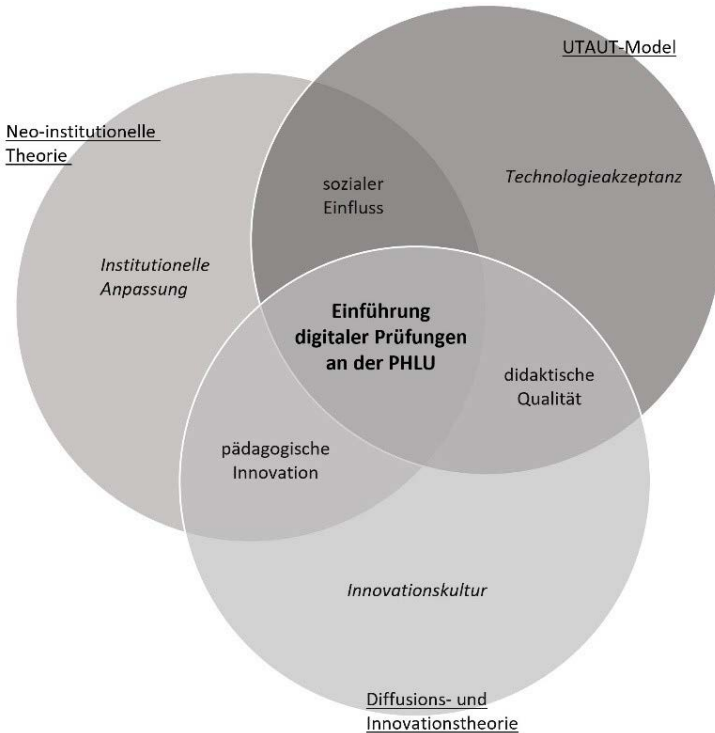 UTAUT-Model
Neo-institutionelle
Theorie
sozialer
Einfluss
Technologieakzeptanz
Institutionelle
Anpassung
Einführung
digitaler Prüfungen
an der PHLU
didaktische
Qualität
pädagogische
Innovation
Innovationskultur
Diffusions- und
Innovationstheorie